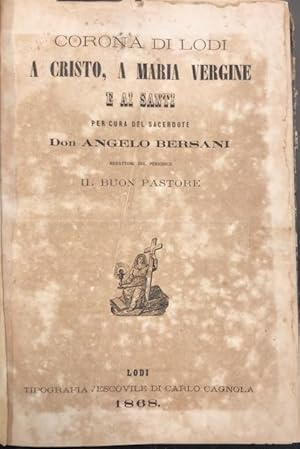 CORONA DI LODI
A CRISTO, A MARIA VERGINE
E AI SANTI
PER CURA DEL SACERDOTE
Don ANGELO BERSANI
REDATTORE DEL PERIODICO
IL BUON PASTORE
LODI
TIPOGRAFIA VESCOVILE DI CARLO CAGNOLA
1868.